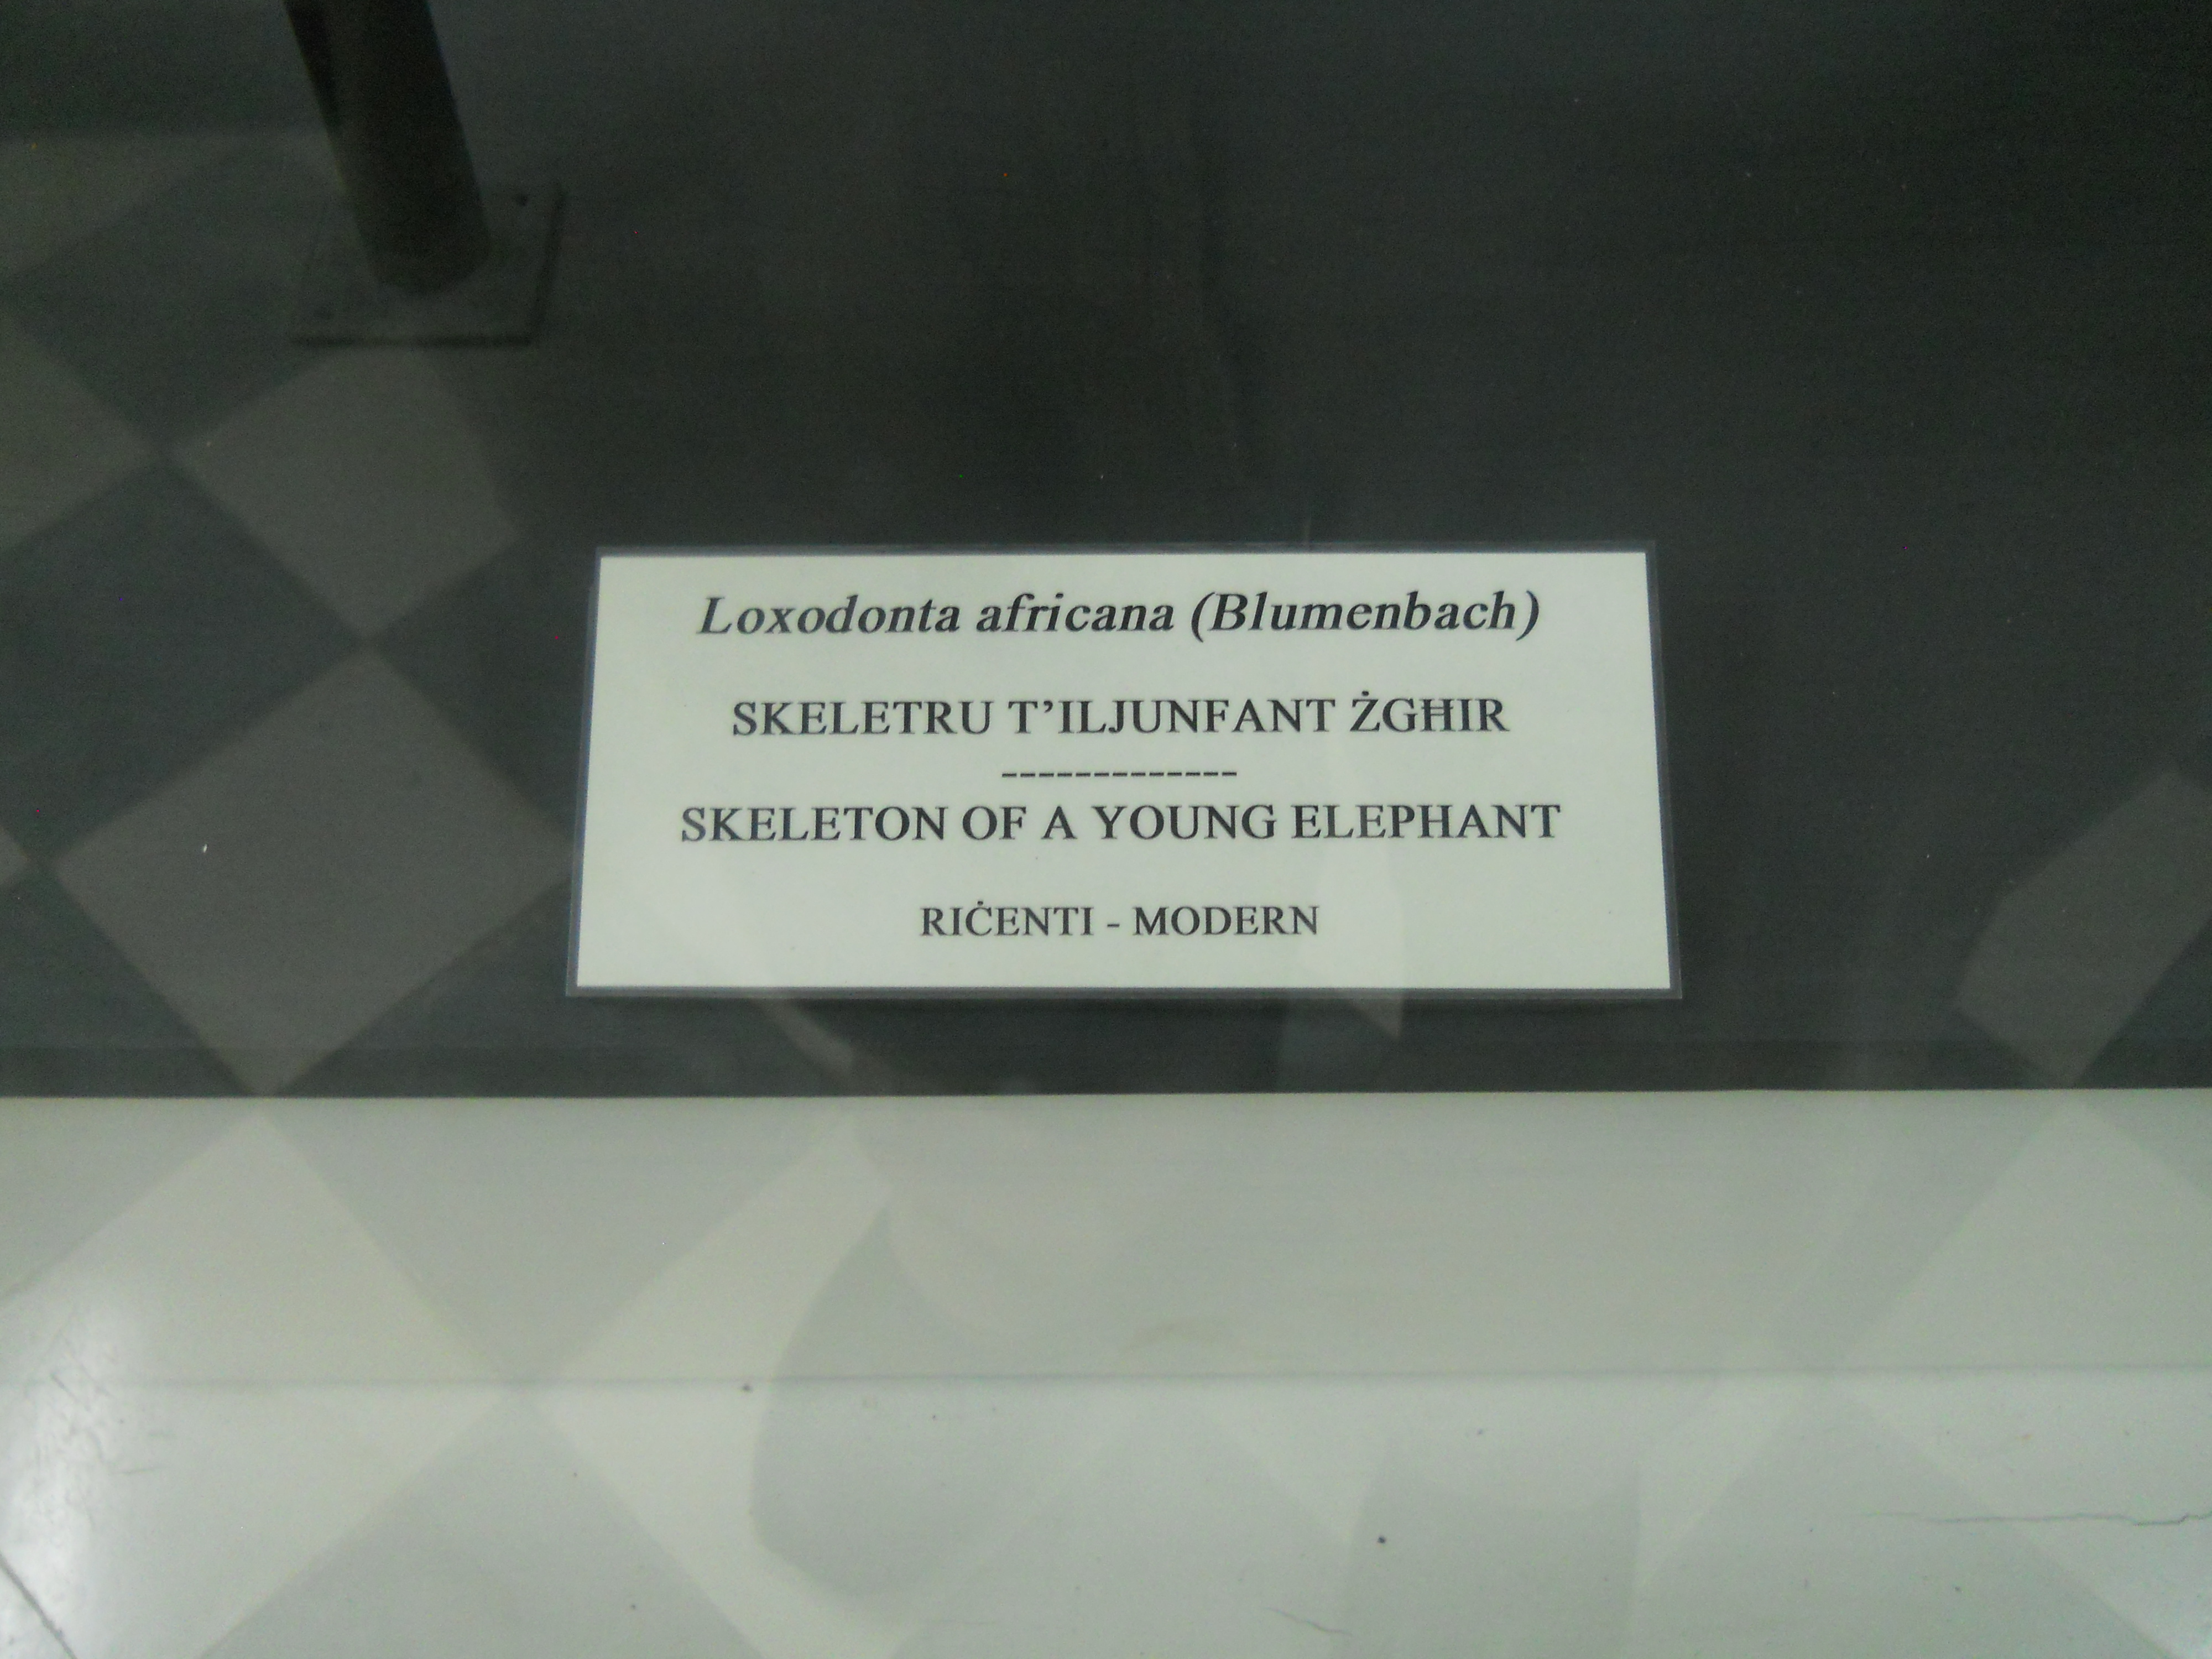 Loxodonta africana (Blumenbach)
SKELETRU T’ILJUNFANT ŻGĦIR
-------------
SKELETON OF A YOUNG ELEPHANT
RIĊENTI - MODERN